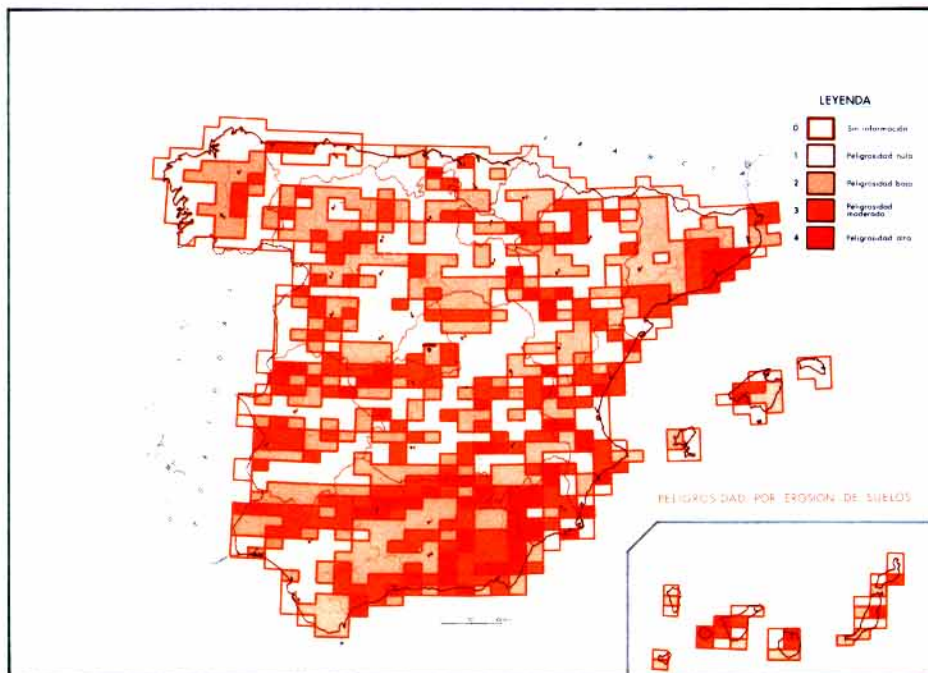 LEYENDA
0 Sin información
1 Peligrosidad nula
2 Peligrosidad baja
3 Peligrosidad
moderada
4 Peligrosidad alta
PELIGROSIDAD POR EROSION DE SUELOS